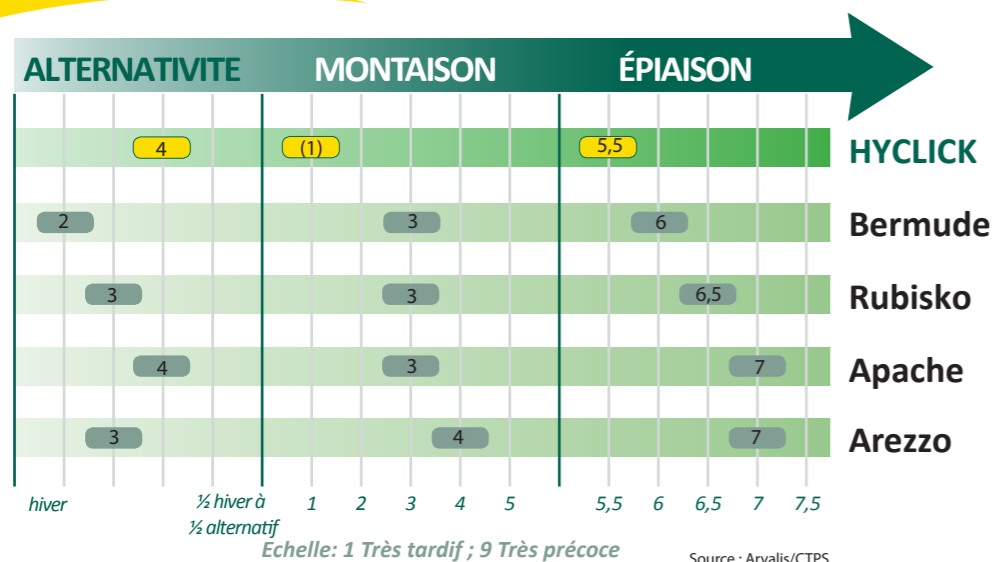 ALTERNATIVITE MONTAISON ÉPIAISON
4 (1) 5,5 HYCLICK
2 3 6 Bermude
3 3 6,5 Rubisko
4 3 7 Apache
3 4 7 Arezzo
hiver ½ hiver à 1 2 3 4 5 5,5 6 6,5 7 7,5
½ alternatif
Echelle: 1 Très tardif ; 9 Très précoce
Source : Arvalis/CTPS